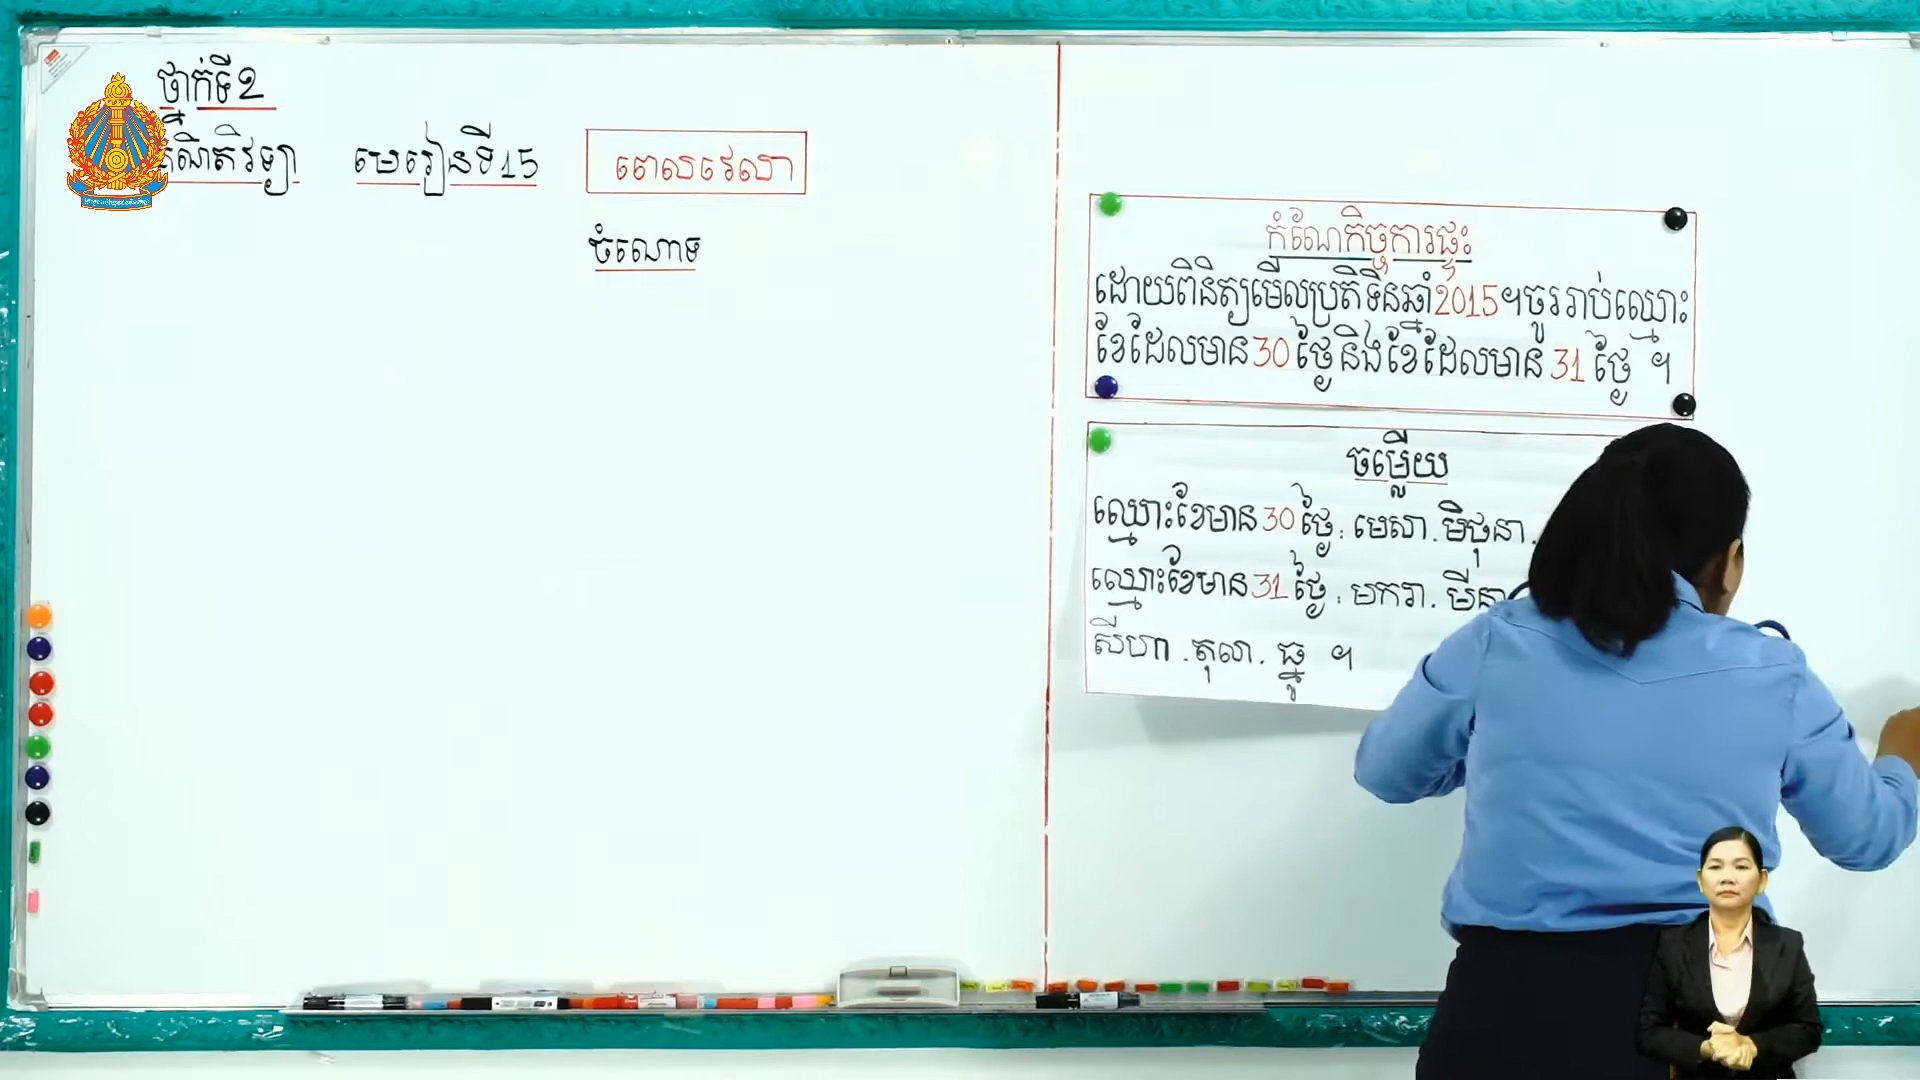 ថ្នាក់ទី២
គណិតវិទ្យា មេរៀនទី15 ពេលវេលា
ចំណោទ
កំណែកិច្ចការផ្ទះ
ដោយពិនិត្យមើលប្រតិទិនឆ្នាំ2015។ចូររាប់ឈ្មោះ
ខែដែលមាន30ថ្ងៃនិងខែដែលមាន31ថ្ងៃ ។
ចម្លើយ
ឈ្មោះខែមាន30ថ្ងៃ: មេសា.មិថុនា.
ឈ្មោះខែមាន31ថ្ងៃ: មករា.មីនា
សីហា.តុលា.ធ្នូ ។